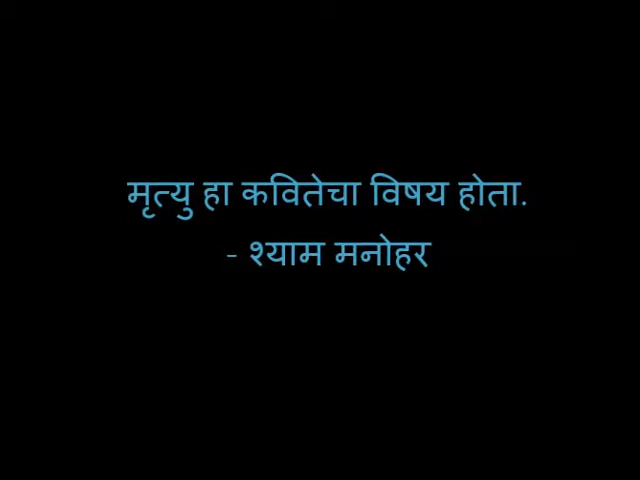 मृत्यु हा कवितेचा विषय होता.
- श्याम मनोहर